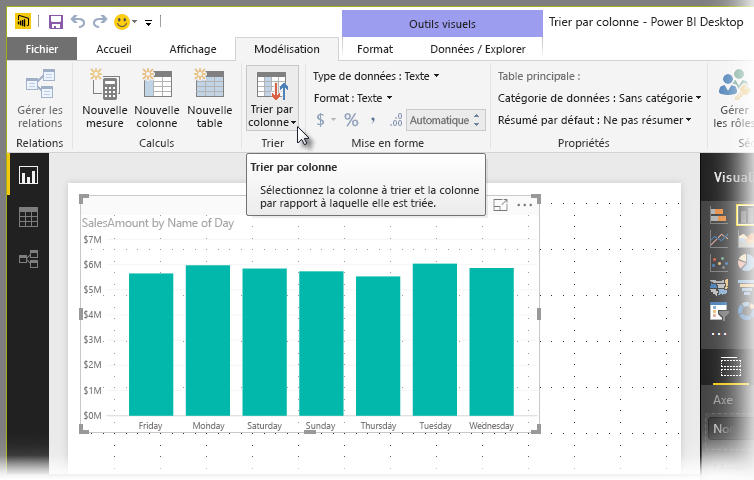 Outils visuels
Trier par colonne - Power BI Desktop
Fichier
Accueil
Affichage
Modélisation
Format
Données / Explorer
Gérer les
relations
Nouvelle
mesure
Nouvelle
colonne
Nouvelle
table
Trier par
colonne
Type de données : Texte
Format : Texte
$ % , .00 Automatique
Table principale :
Catégorie de données : Sans catégorie
Résumé par défaut : Ne pas résumer
Gérer
les rôles
Relations
Calculs
Trier
Mise en forme
Propriétés
Trier par colonne
Sélectionnez la colonne à trier et la colonne
par rapport à laquelle elle est triée.
SalesAmount by Name of Day
$7M
$6M
$5M
$4M
$3M
$2M
$1M
$0M
Friday
Monday
Saturday
Sunday
Thursday
Tuesday
Wednesday
Visual
Axe